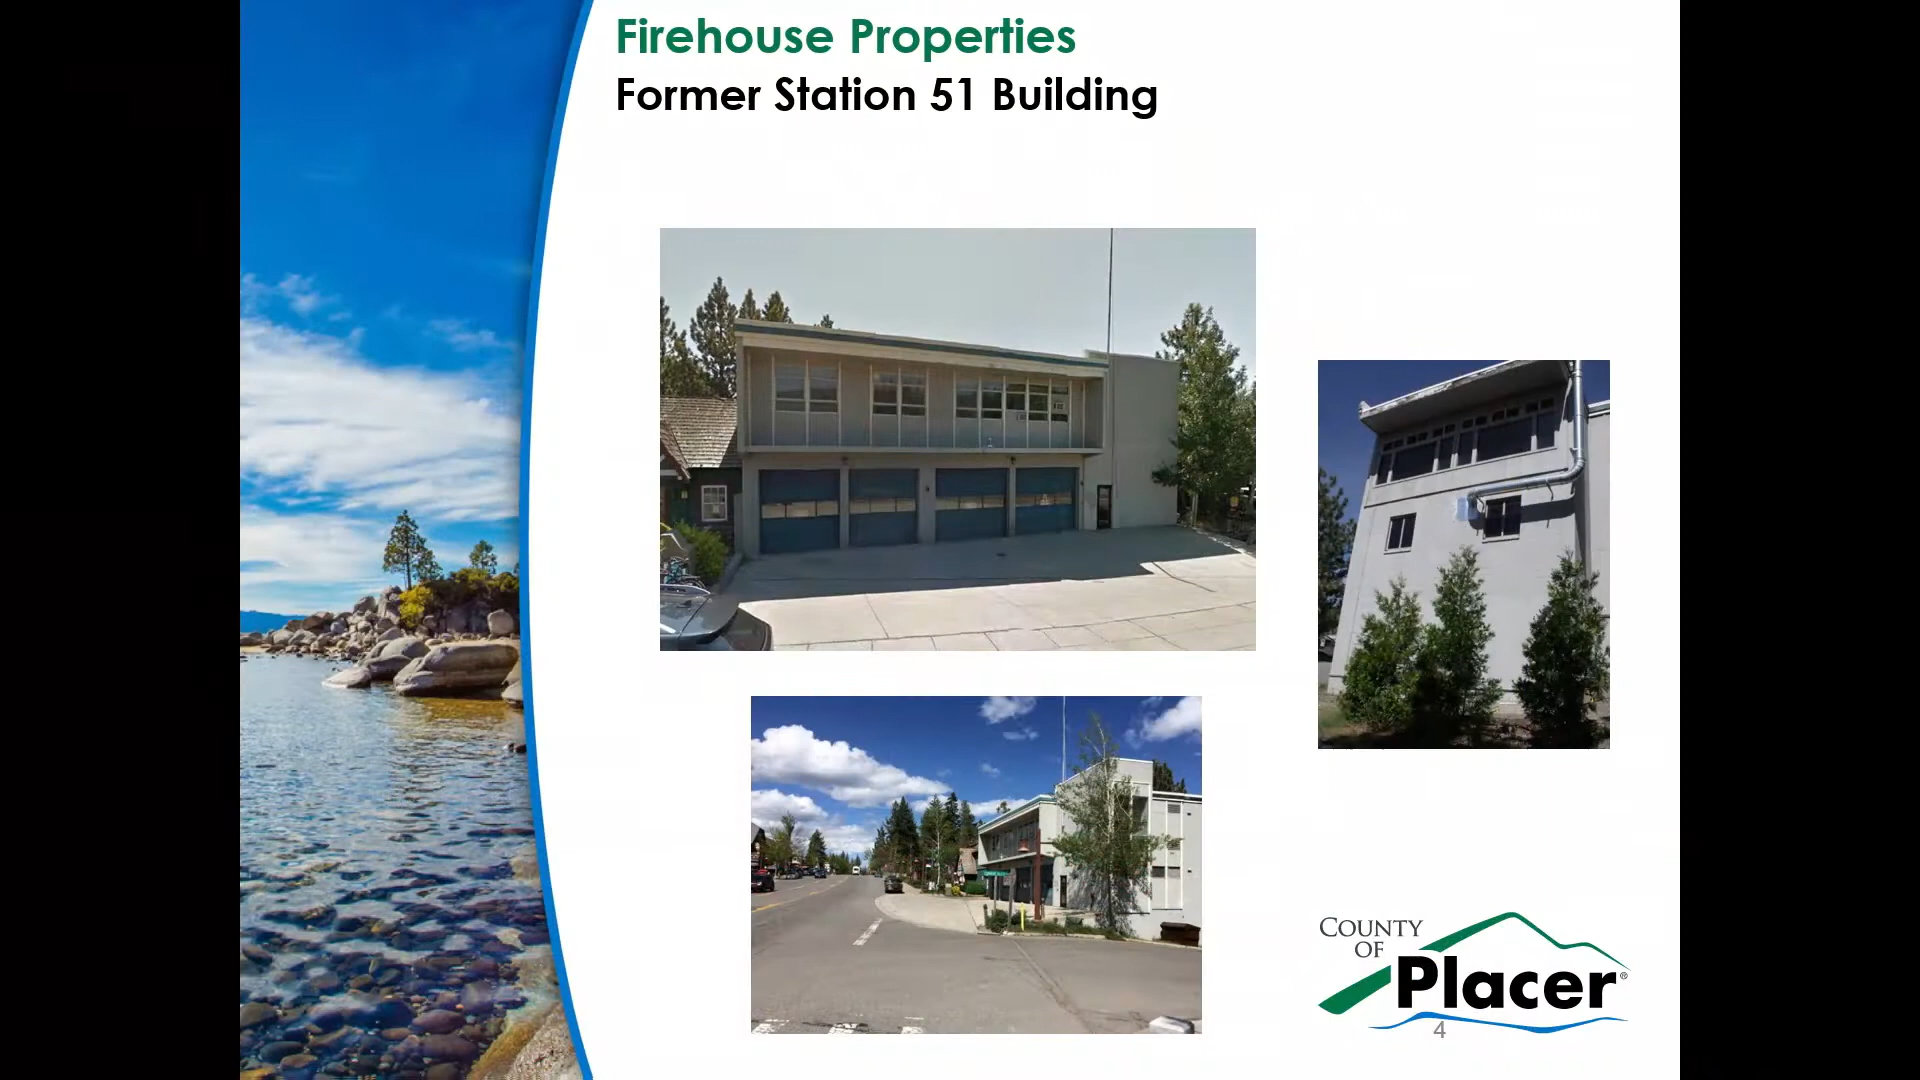 Firehouse Properties
Former Station 51 Building
COUNTY
OF
Placer®
4